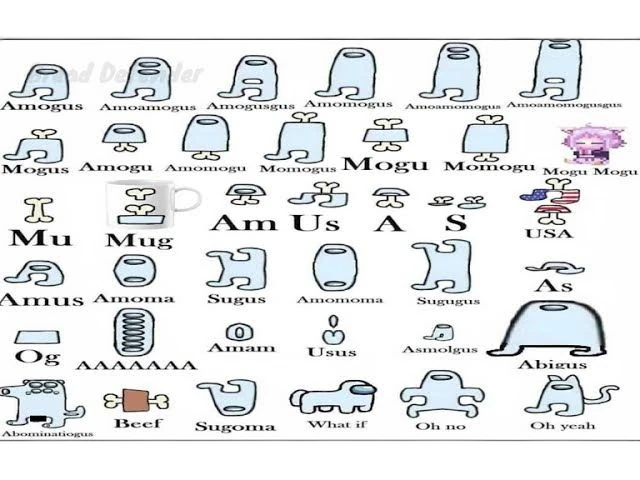 Bread Defender
Amogus Amoamogus Amogusgus Amomogus Amoamomogus Amoamomogusgus
Mogus Amogu Amomogu Momogus Mogu Momogu Mogu Mogu
Mu Mug Am Us A S USA
Amus Amoma Sugus Amomoma Sugugus As
Og AAAAAAA Amam Usus Asmolgus Abigus
Abominatiogus Beef Sugoma What if Oh no Oh yeah